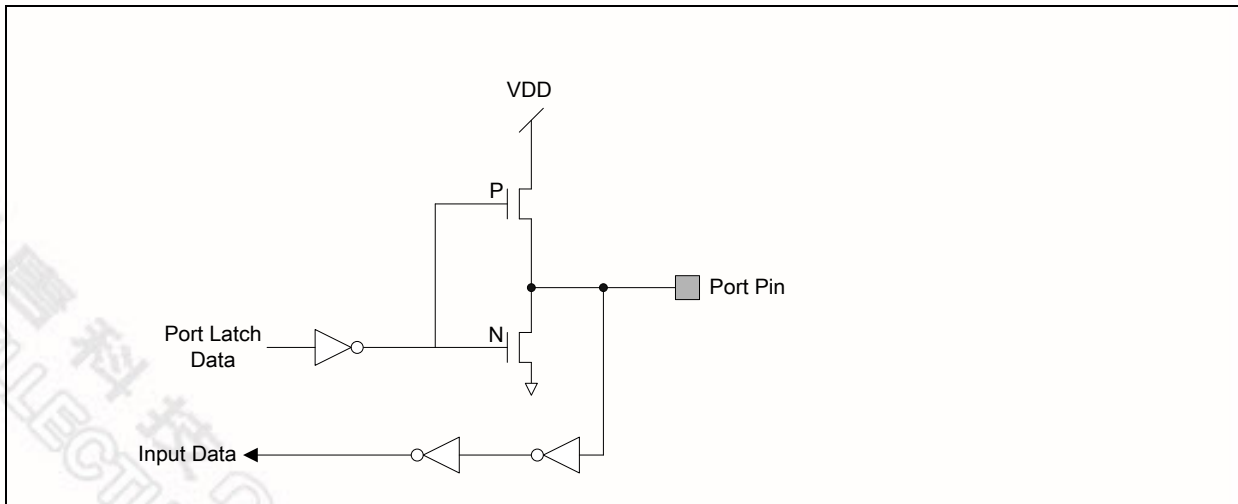 VDD
P
Port Pin
N
Port Latch
Data
Input Data